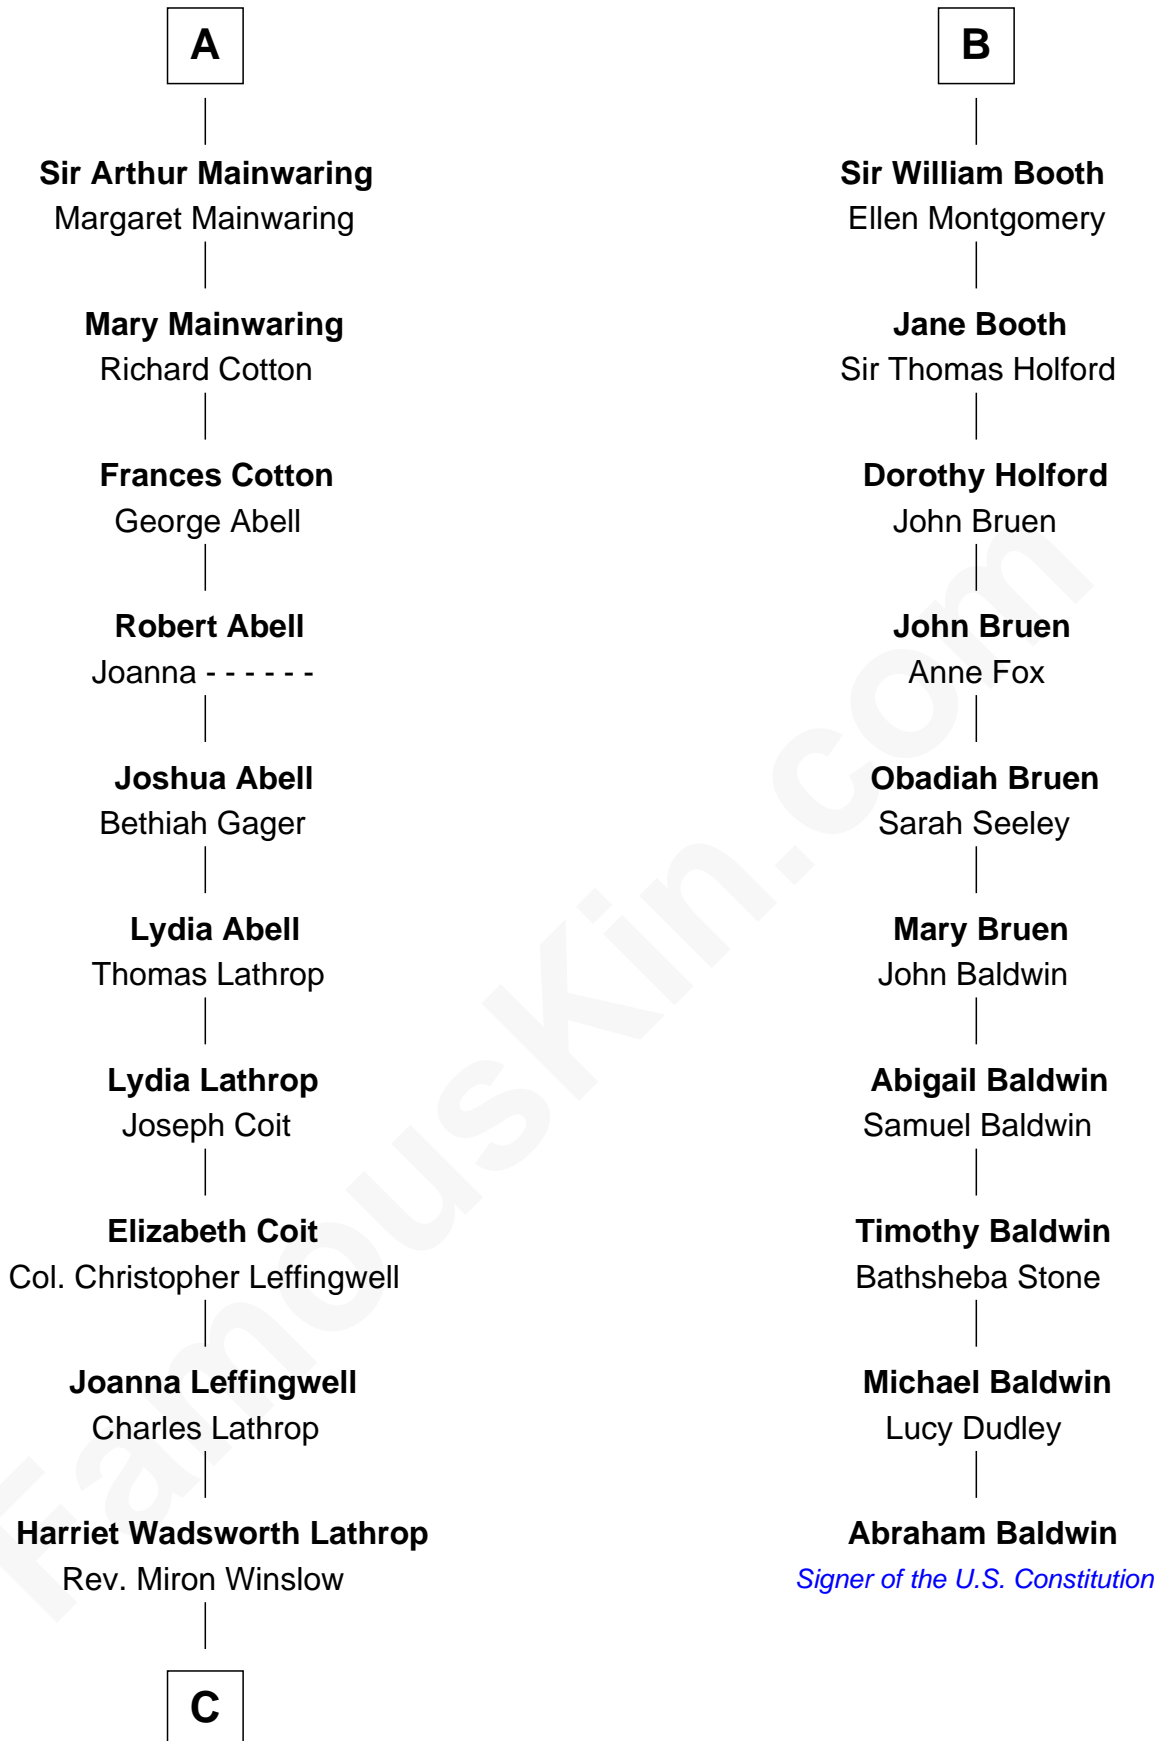 A
Sir Arthur Mainwaring
Margaret Mainwaring
Mary Mainwaring
Richard Cotton
Frances Cotton
George Abell
Robert Abell
Joanna - - - - - -
Joshua Abell
Bethiah Gager
Lydia Abell
Thomas Lathrop
Lydia Lathrop
Joseph Coit
Elizabeth Coit
Col. Christopher Leffingwell
Joanna Leffingwell
Charles Lathrop
Harriet Wadsworth Lathrop
Rev. Miron Winslow
C
B
Sir William Booth
Ellen Montgomery
Jane Booth
Sir Thomas Holford
Dorothy Holford
John Bruen
John Bruen
Anne Fox
Obadiah Bruen
Sarah Seeley
Mary Bruen
John Baldwin
Abigail Baldwin
Samuel Baldwin
Timothy Baldwin
Bathsheba Stone
Michael Baldwin
Lucy Dudley
Abraham Baldwin
Signer of the U.S. Constitution
FamousKin.com